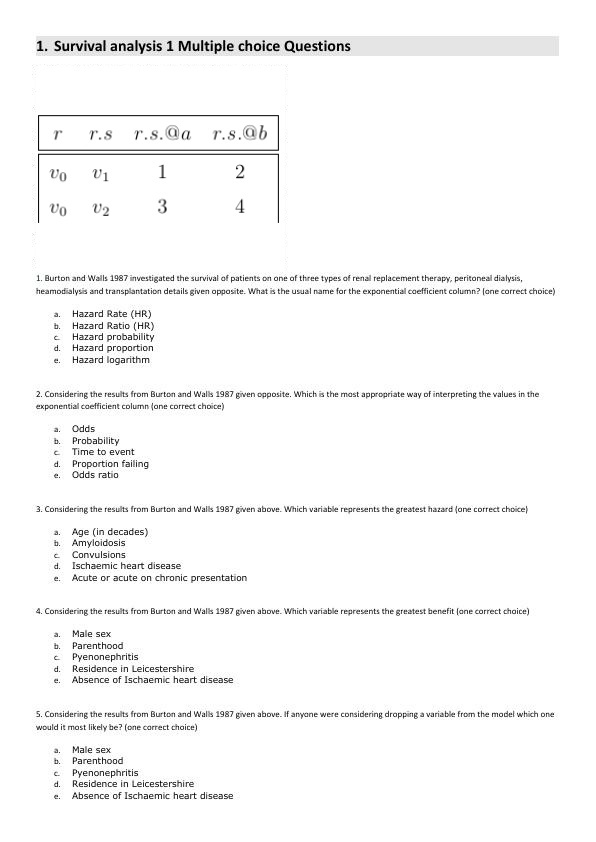 1. Survival analysis 1 Multiple choice Questions
r r.s r.s.@a r.s.@b
v₀ v₁ 1 2
v₀ v₂ 3 4
1. Burton and Walls 1987 investigated the survival of patients on one of three types of renal replacement therapy, peritoneal dialysis,
heamodialysis and transplantation details given opposite. What is the usual name for the exponential coefficient column? (one correct choice)
a. Hazard Rate (HR)
b. Hazard Ratio (HR)
c. Hazard probability
d. Hazard proportion
e. Hazard logarithm
2. Considering the results from Burton and Walls 1987 given opposite. Which is the most appropriate way of interpreting the values in the
exponential coefficient column (one correct choice)
a. Odds
b. Probability
c. Time to event
d. Proportion failing
e. Odds ratio
3. Considering the results from Burton and Walls 1987 given above. Which variable represents the greatest hazard (one correct choice)
a. Age (in decades)
b. Amyloidosis
c. Convulsions
d. Ischaemic heart disease
e. Acute or acute on chronic presentation
4. Considering the results from Burton and Walls 1987 given above. Which variable represents the greatest benefit (one correct choice)
a. Male sex
b. Parenthood
c. Pyenonephritis
d. Residence in Leicestershire
e. Absence of Ischaemic heart disease
5. Considering the results from Burton and Walls 1987 given above. If anyone were considering dropping a variable from the model which one
would it most likely be? (one correct choice)
a. Male sex
b. Parenthood
c. Pyenonephritis
d. Residence in Leicestershire
e. Absence of Ischaemic heart disease